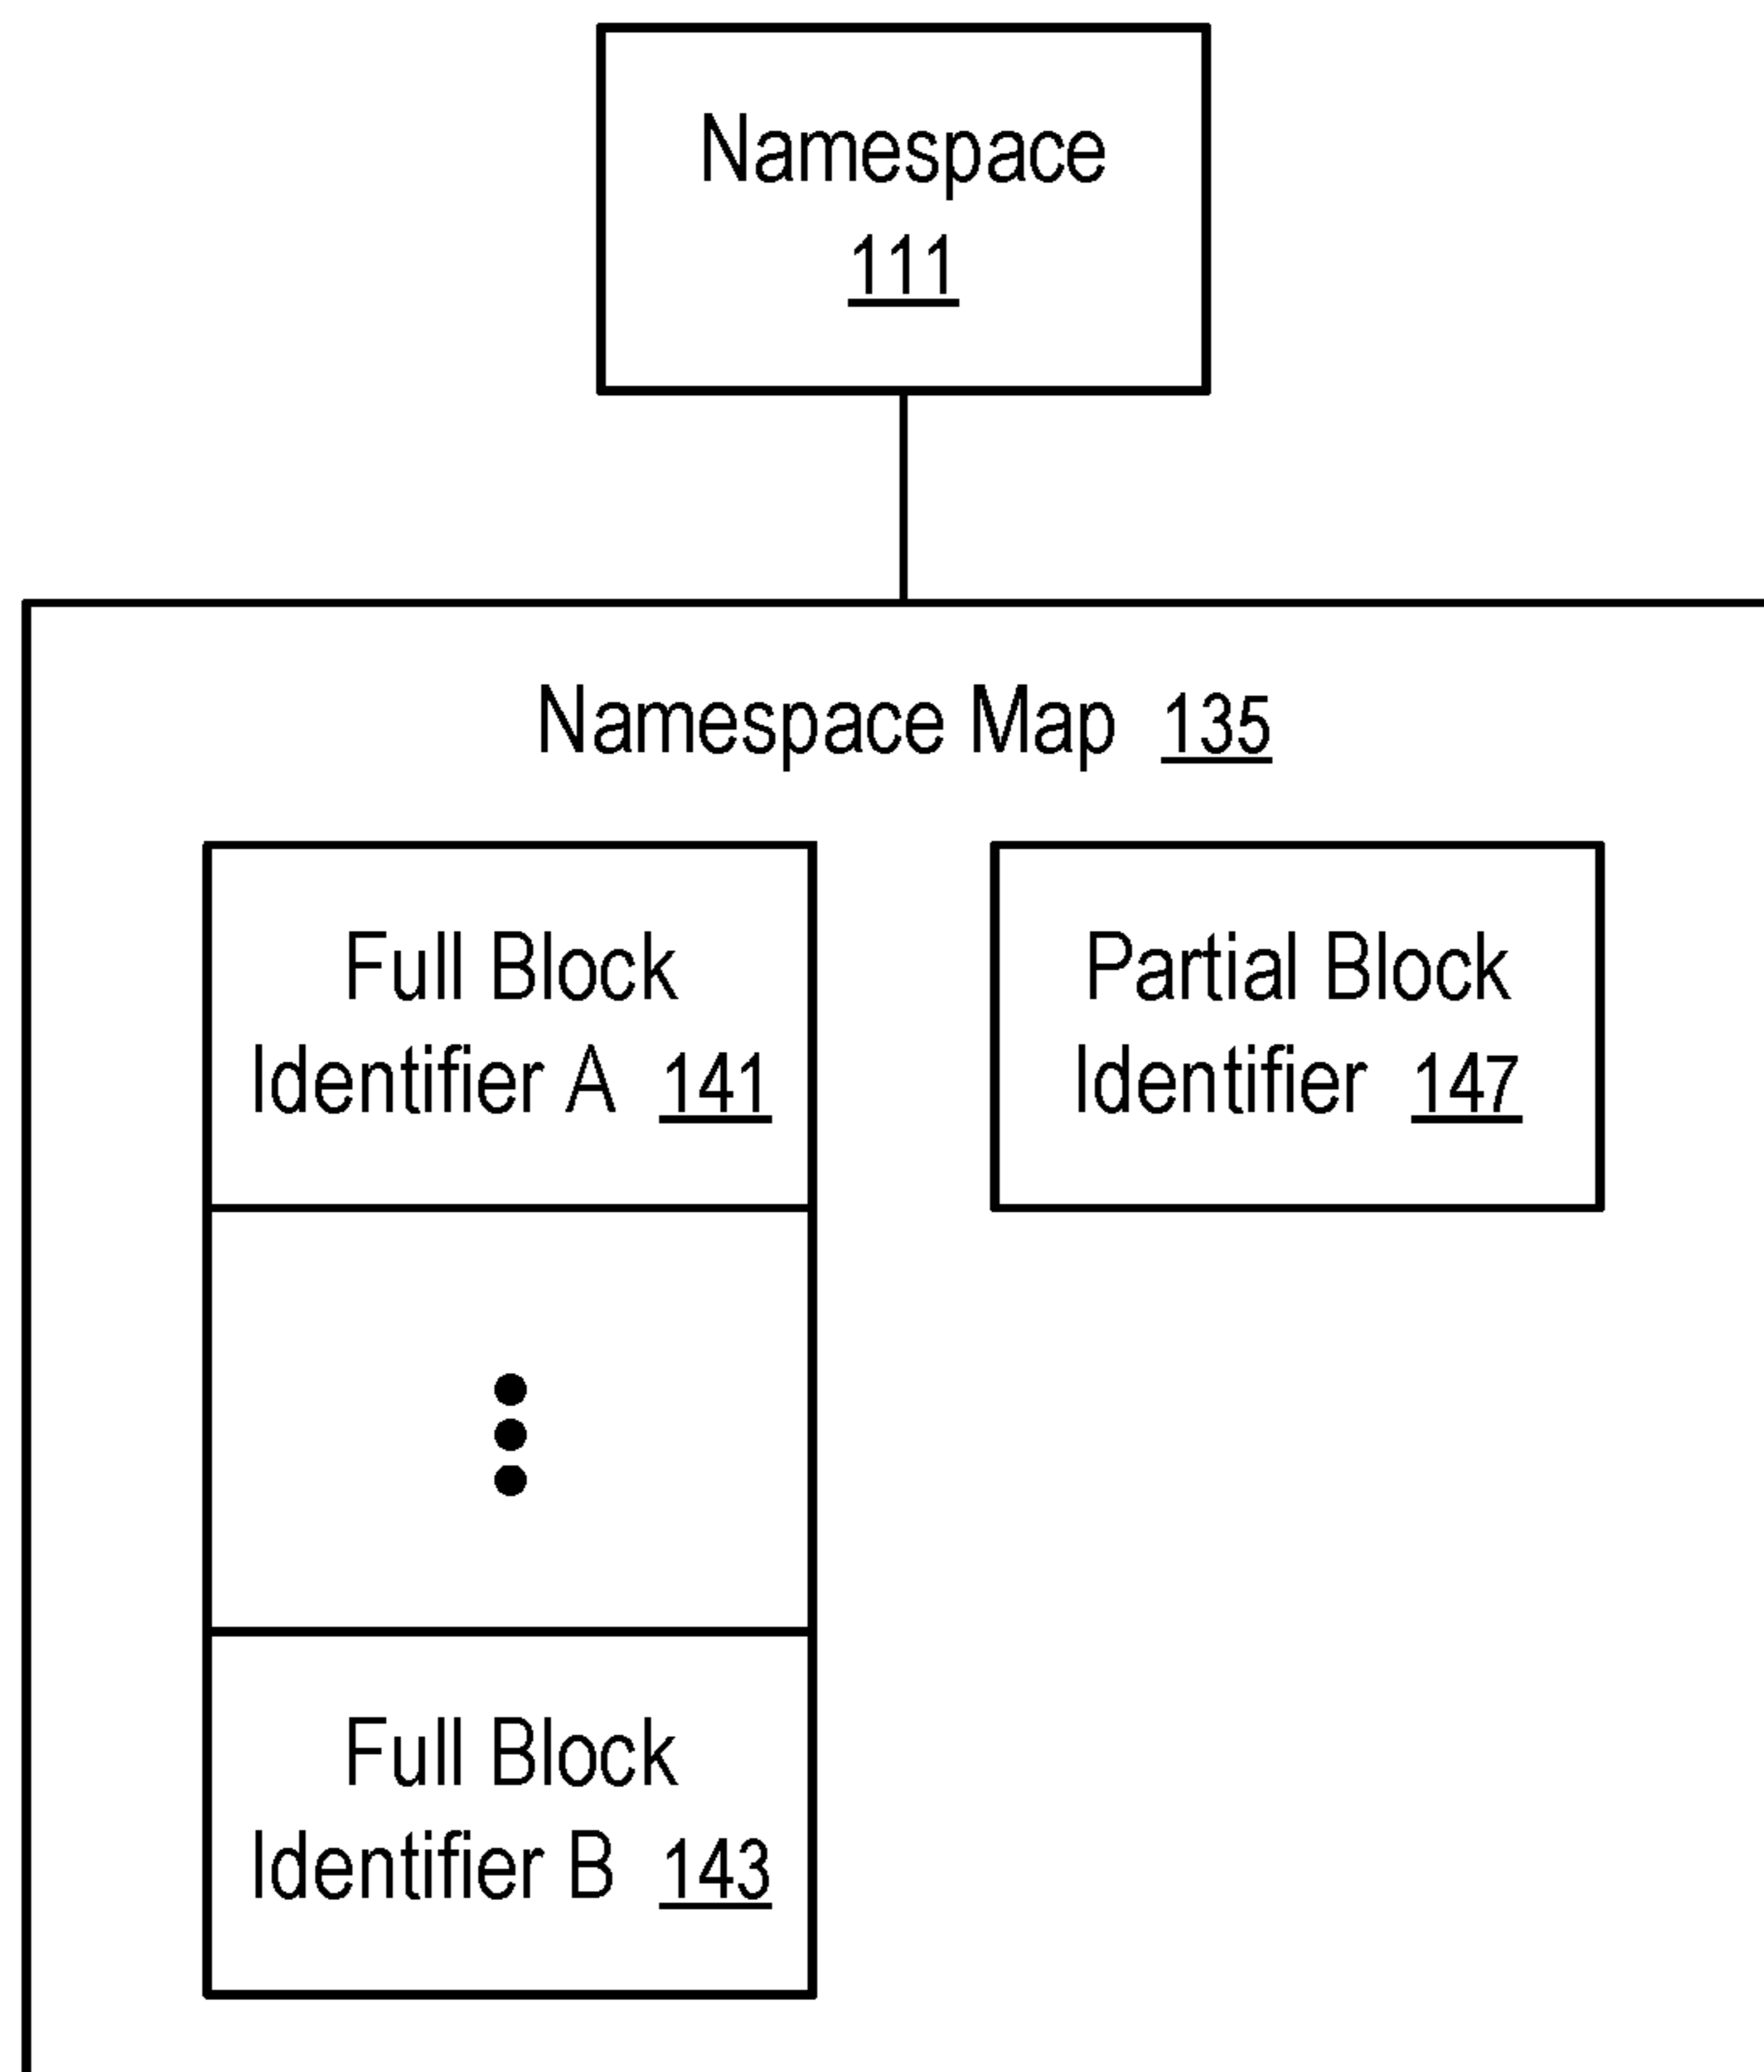 Namespace
111
Namespace Map 135
Full Block
Identifier A 141
Partial Block
Identifier 147
Full Block
Identifier B 143